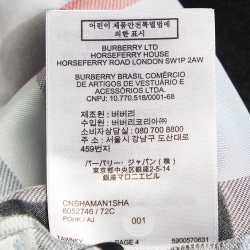 어린이 제품안전특별법에
의한 표시
BURBERRY LTD
HORSEFERRY HOUSE
HORSEFERRY ROAD LONDON SW1P 2AW
BURBERRY BRASIL COMÉRCIO
DE ARTIGOS DE VESTUÁRIO E
ACESSÓRIOS LTDA.
CNPJ: 10.770.518/0001-68
제조원 : 버버리
수입원 : 버버리코리아㈜
소비자상담실 : 080 700 8800
주소 : 서울시 강남구 도산대로
459번지
バーバリー・ジャパン(株)
東京都中央区銀座2-5-14
銀座マロニエビル
CNSHAMAN1SHA
8052746 / 72C
POHK / AJ
001
TAWNEY
PAGE 4
5900570631